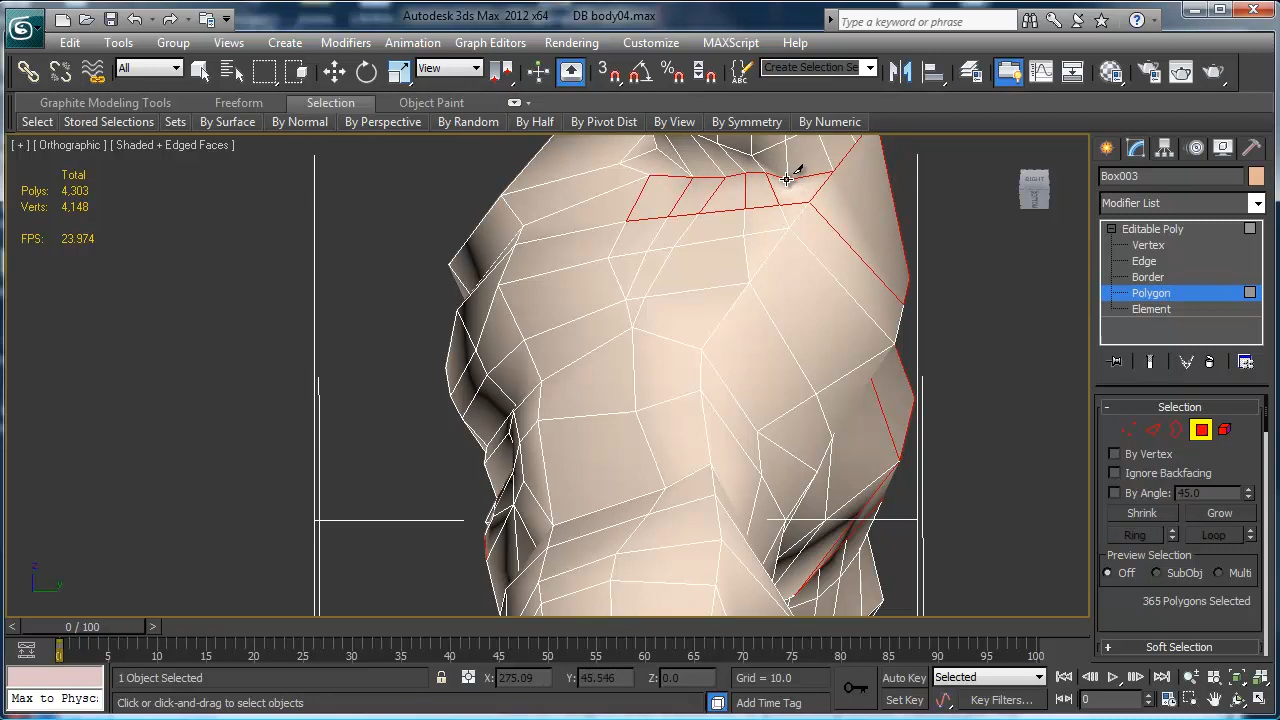 Autodesk 3ds Max 2012 x64 DB body04.max
Type a keyword or phrase
Edit Tools Group Views Create Modifiers Animation Graph Editors Rendering Customize MAXScript Help
All View Create Selection Se
Graphite Modeling Tools Freeform Selection Object Paint
Select Stored Selections Sets By Surface By Normal By Perspective By Random By Half By Pivot Dist By View By Symmetry By Numeric
[ + ] [ Orthographic ] [ Shaded + Edged Faces ]
Total
Polys: 4,303
Verts: 4,148
FPS: 23.974
RIGHT
z
y
Box003
Modifier List
Editable Poly
Vertex
Edge
Border
Polygon
Element
- Selection
By Vertex
Ignore Backfacing
By Angle: 45.0
Shrink Grow
Ring Loop
Preview Selection
Off SubObj Multi
365 Polygons Selected
+ Soft Selection
< 0 / 100 >
0 5 10 15 20 25 30 35 40 45 50 55 60 65 70 75 80 85 90 95 100
1 Object Selected X: 275.09 Y: 45.546 Z: 0.0 Grid = 10.0 Auto Key Selected
Max to Physc: Click or click-and-drag to select objects Add Time Tag Set Key Key Filters... 0